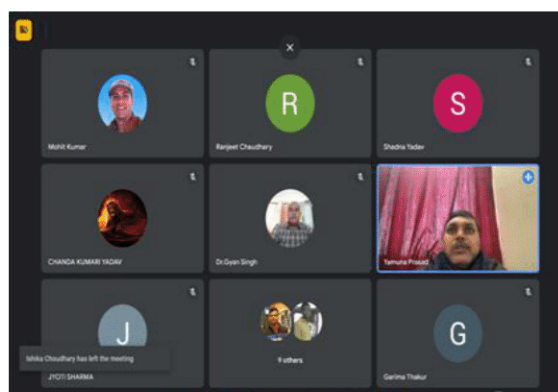 R
S
Mohit Kumar
Ranjeet Chaudhary
Shadna Yadav
CHANDA KUMARI YADAV
Dr.Gyan Singh
Yamuna Prasad
J
G
Ishika Choudhary has left the meeting
JYOTI SHARMA
9 others
Garima Thakur